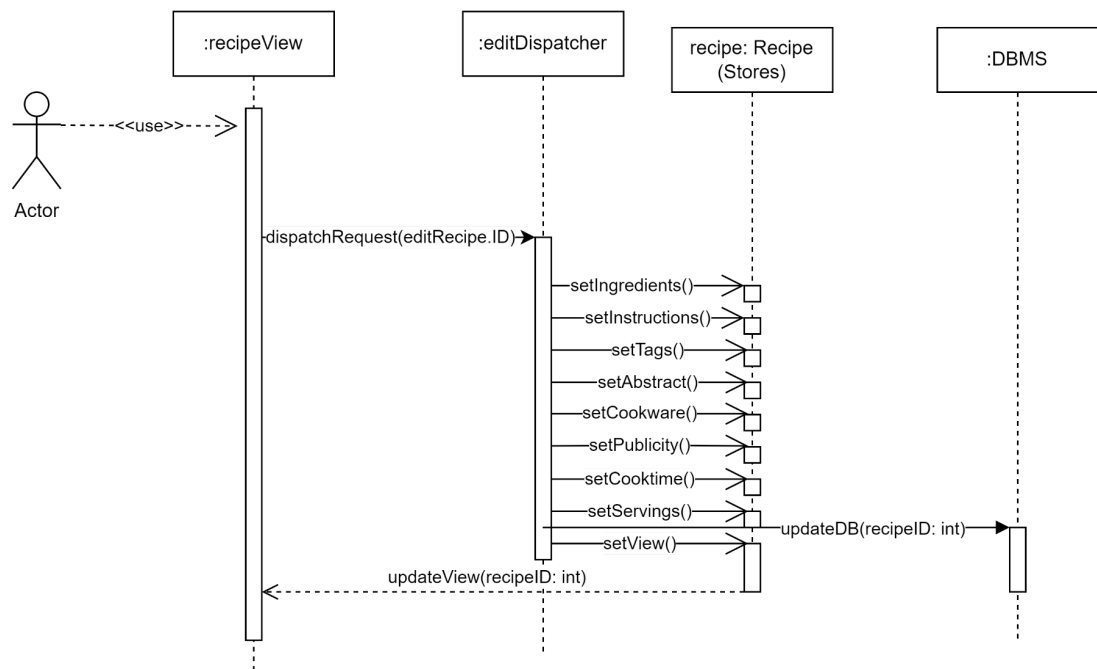 :recipeView
:editDispatcher
recipe: Recipe
(Stores)
:DBMS
<<use>>
Actor
dispatchRequest(editRecipe.ID)
setIngredients()
setInstructions()
setTags()
setAbstract()
setCookware()
setPublicity()
setCooktime()
setServings()
updateDB(recipeID: int)
setView()
updateView(recipeID: int)